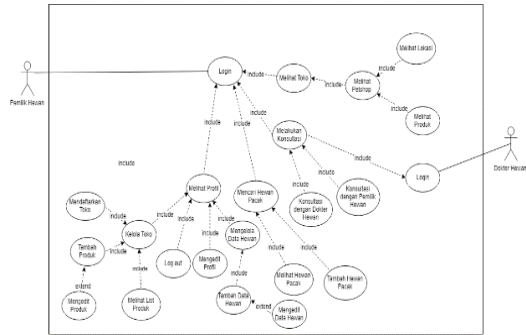 Melihat Lokasi
include
Login
include
Melihat Toko
include
Melihat
Petshop
include
Melihat
Produk
Pemilik Hewan
include
Melakukan
Konsultasi
include
include
include
include
include
include
Login
Dokter Hewan
Konsultasi
dengan Dokter
Hewan
Konsultasi
dengan Pemilik
Hewan
Melihat Profil
Mencari Hewan
Pacak
Mendaftarkan
Toko
include
include
Kelola Toko
include
include
include
include
include
Mengelola
Data Hewan
Tambah
Produk
include
include
Log out
Mengedit
Profil
include
Melihat Hewan
Pacak
Tambah Hewan
Pacak
extend
Mengedit
Produk
Melihat List
Produk
Tambah Data
Hewan
extend
Mengedit
Data Hewan